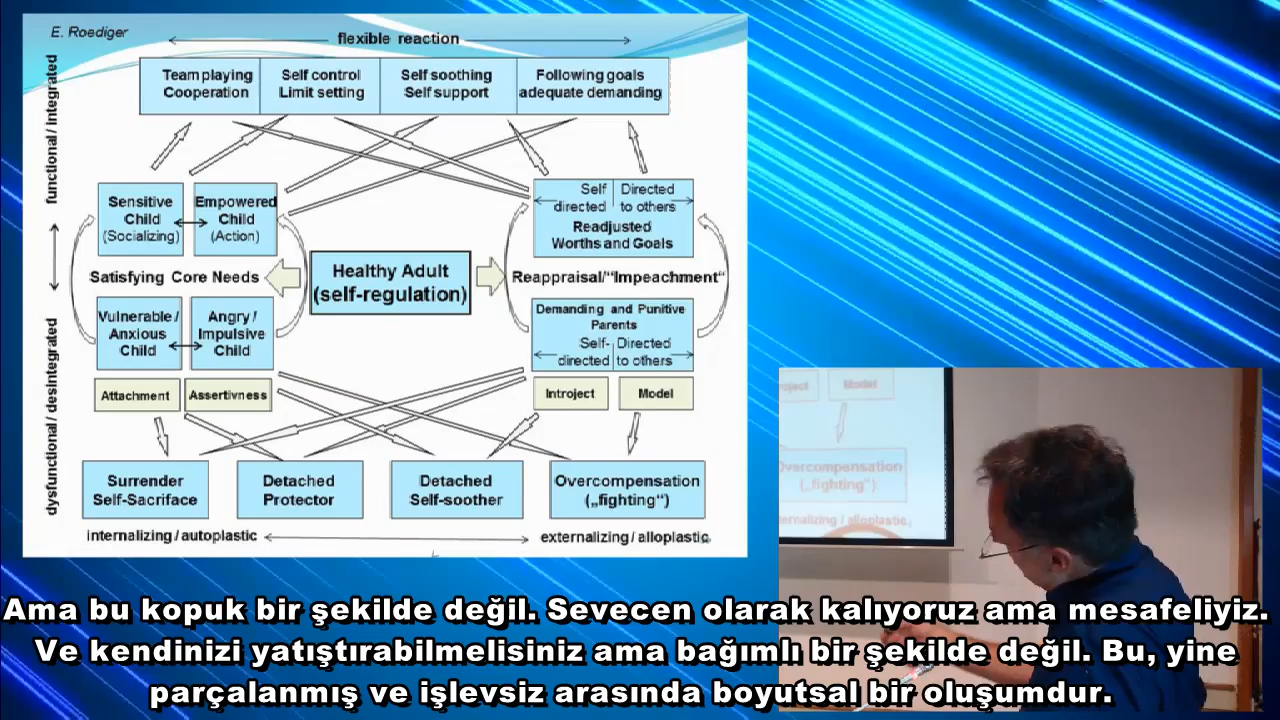 E. Roediger
flexible reaction
functional / integrated
dysfunctional / desintegrated
Team playing
Cooperation
Self control
Limit setting
Self soothing
Self support
Following goals
adequate demanding
Sensitive
Child
(Socializing)
Empowered
Child
(Action)
Self
directed
Directed
to others
Readjusted
Worths and Goals
Satisfying Core Needs
Healthy Adult
(self-regulation)
Reappraisal/“Impeachment“
Vulnerable /
Anxious
Child
Angry /
Impulsive
Child
Demanding and Punitive
Parents
Self-
directed
Directed
to others
Attachment
Assertivness
Introject
Model
Surrender
Self-Sacriface
Detached
Protector
Detached
Self-soother
Overcompensation
(„fighting“)
internalizing / autoplastic
externalizing / alloplastic
Model
Overcompensation
(„fighting“)
alloplastic
Ama bu kopuk bir şekilde değil. Sevecen olarak kalıyoruz ama mesafeliyiz.
Ve kendinizi yatıştırabilmelisiniz ama bağımlı bir şekilde değil. Bu, yine
parçalanmış ve işlevsiz arasında boyutsal bir oluşumdur.